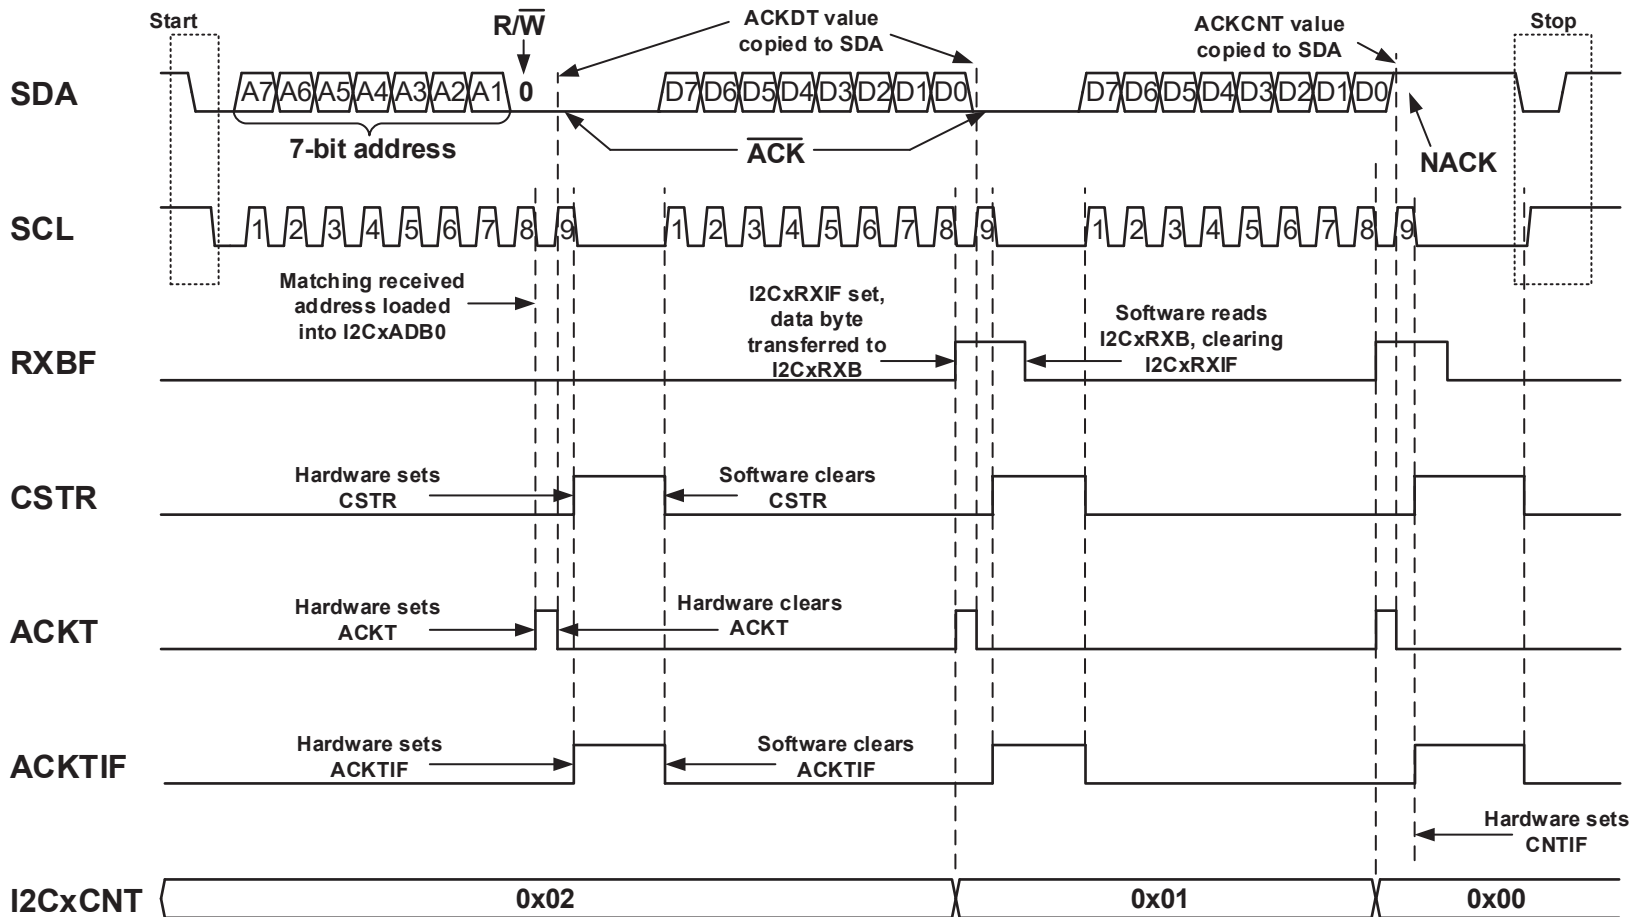 Start
R/W̅
ACKDT value
copied to SDA
ACKCNT value
copied to SDA
Stop
SDA
A7 A6 A5 A4 A3 A2 A1 0
D7 D6 D5 D4 D3 D2 D1 D0
D7 D6 D5 D4 D3 D2 D1 D0
7-bit address
A̅C̅K̅
NACK
SCL
1 2 3 4 5 6 7 8 9
1 2 3 4 5 6 7 8 9
1 2 3 4 5 6 7 8 9
Matching received
address loaded
into I2CxADB0
I2CxRXIF set,
data byte
transferred to
I2CxRXB
Software reads
I2CxRXB, clearing
I2CxRXIF
RXBF
Hardware sets
CSTR
Software clears
CSTR
CSTR
Hardware sets
ACKT
Hardware clears
ACKT
ACKT
Hardware sets
ACKTIF
Software clears
ACKTIF
ACKTIF
Hardware sets
CNTIF
I2CxCNT
0x02
0x01
0x00